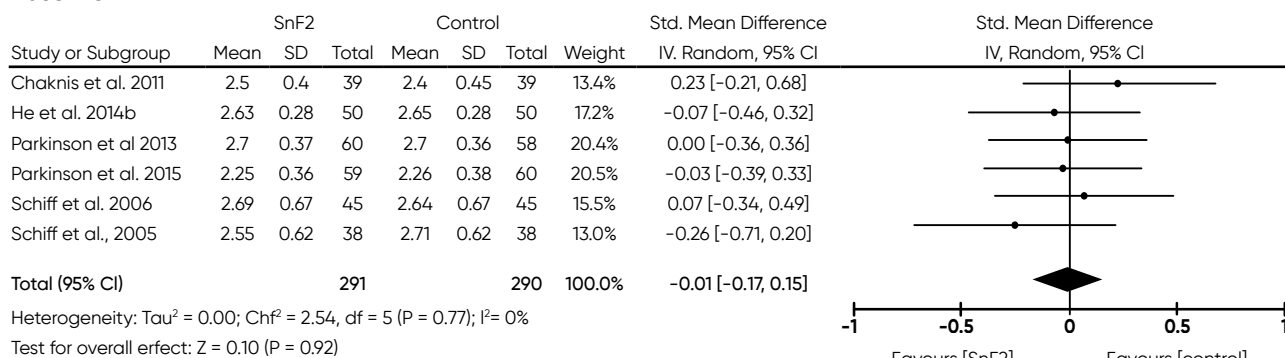 SnF2 Control Std. Mean Difference Std. Mean Difference
Study or Subgroup Mean SD Total Mean SD Total Weight IV. Random, 95% CI IV, Random, 95% CI
Chaknis et al. 2011 2.5 0.4 39 2.4 0.45 39 13.4% 0.23 [-0.21, 0.68]
He et al. 2014b 2.63 0.28 50 2.65 0.28 50 17.2% -0.07 [-0.46, 0.32]
Parkinson et al 2013 2.7 0.37 60 2.7 0.36 58 20.4% 0.00 [-0.36, 0.36]
Parkinson et al. 2015 2.25 0.36 59 2.26 0.38 60 20.5% -0.03 [-0.39, 0.33]
Schiff et al. 2006 2.69 0.67 45 2.64 0.67 45 15.5% 0.07 [-0.34, 0.49]
Schiff et al., 2005 2.55 0.62 38 2.71 0.62 38 13.0% -0.26 [-0.71, 0.20]
Total (95% CI) 291 290 100.0% -0.01 [-0.17, 0.15]
Heterogeneity: Tau² = 0.00; Chf² = 2.54, df = 5 (P = 0.77); I²= 0%
Test for overall erfect: Z = 0.10 (P = 0.92)
-1 -0.5 0 0.5 1
Favours [SnF2] Favours [control]